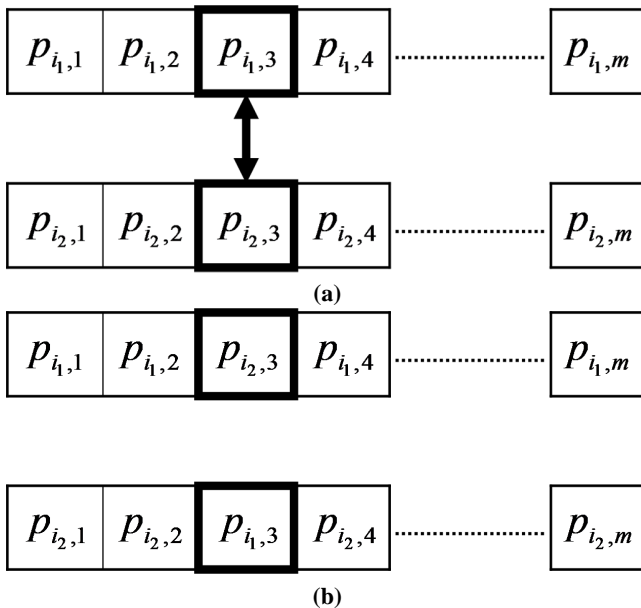 p_{i_1,1} p_{i_1,2} p_{i_1,3} p_{i_1,4} p_{i_1,m}
p_{i_2,1} p_{i_2,2} p_{i_2,3} p_{i_2,4} p_{i_2,m}
(a)
p_{i_1,1} p_{i_1,2} p_{i_2,3} p_{i_1,4} p_{i_1,m}
p_{i_2,1} p_{i_2,2} p_{i_1,3} p_{i_2,4} p_{i_2,m}
(b)